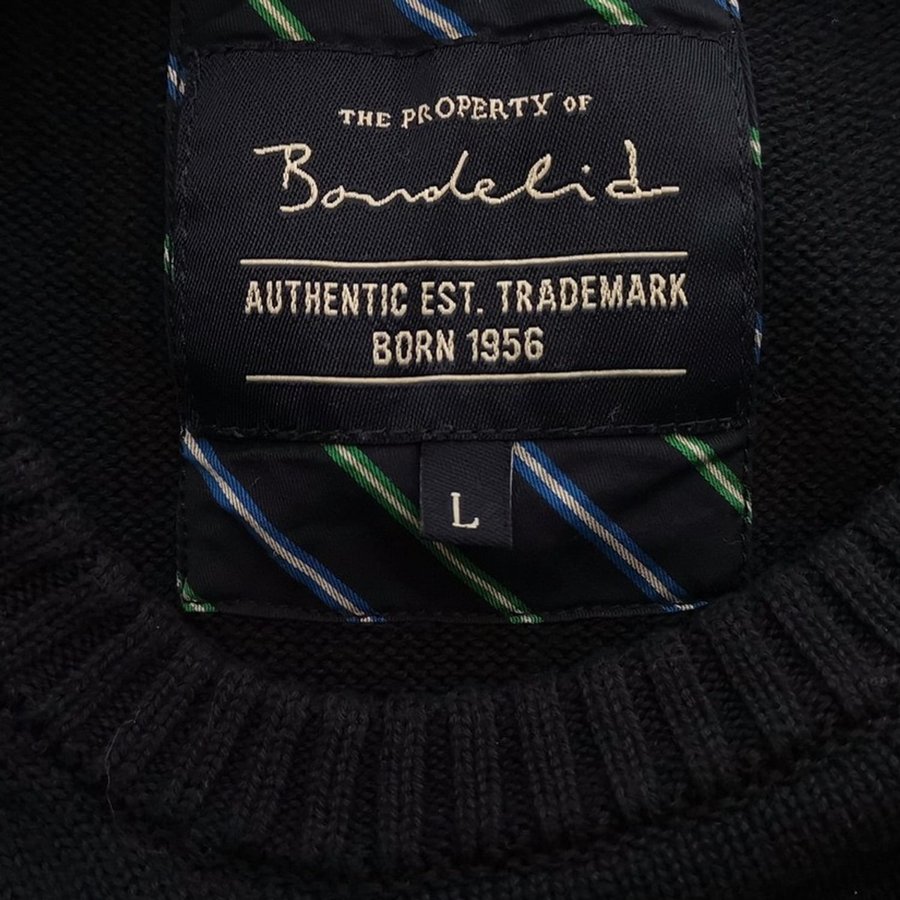 THE PROPERTY OF
Bondelid
AUTHENTIC EST. TRADEMARK
BORN 1956
L